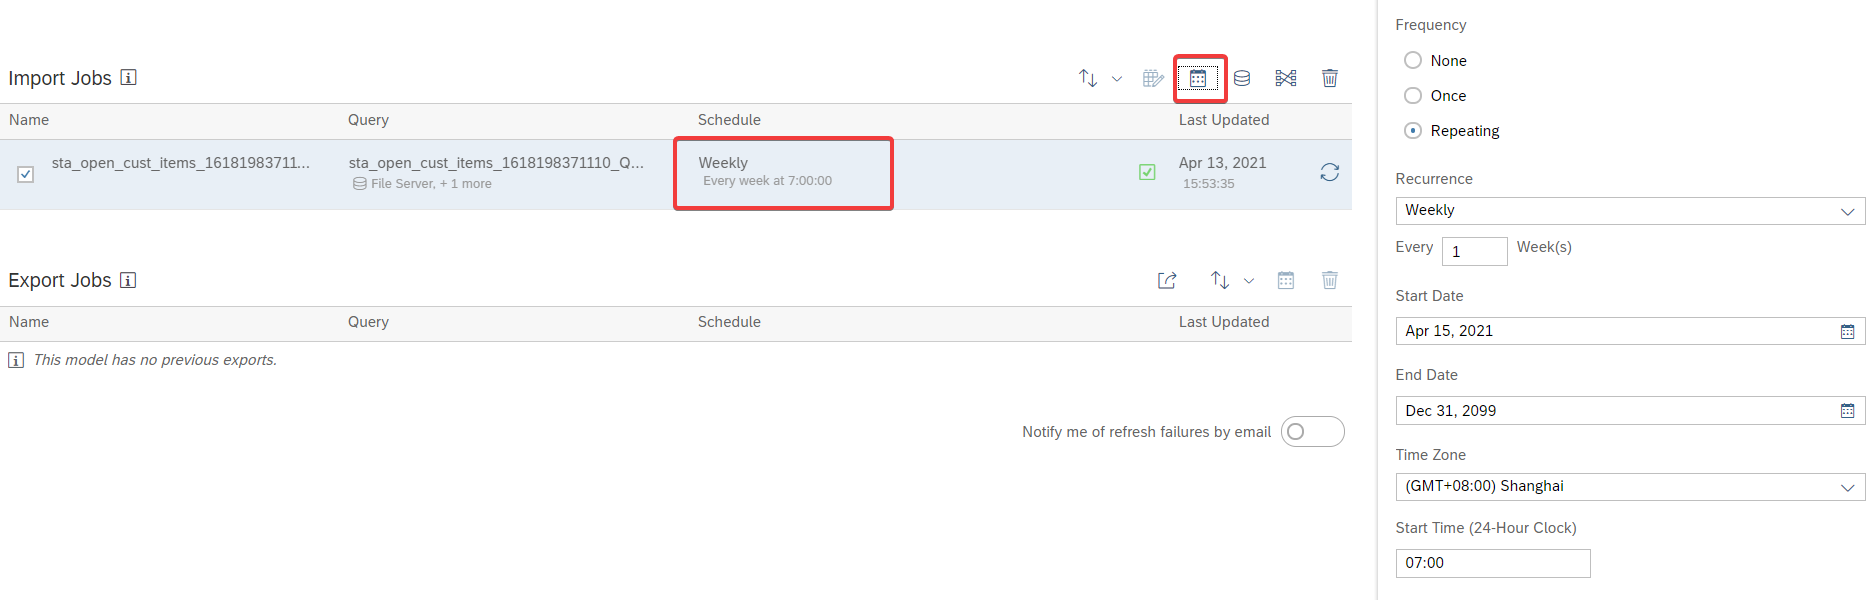 Import Jobs
Name Query Schedule Last Updated
sta_open_cust_items_16181983711... sta_open_cust_items_1618198371110_Q... Weekly Apr 13, 2021
File Server, + 1 more Every week at 7:00:00 15:53:35
Export Jobs
Name Query Schedule Last Updated
This model has no previous exports.
Notify me of refresh failures by email
Frequency
None
Once
Repeating
Recurrence
Weekly
Every 1 Week(s)
Start Date
Apr 15, 2021
End Date
Dec 31, 2099
Time Zone
(GMT+08:00) Shanghai
Start Time (24-Hour Clock)
07:00